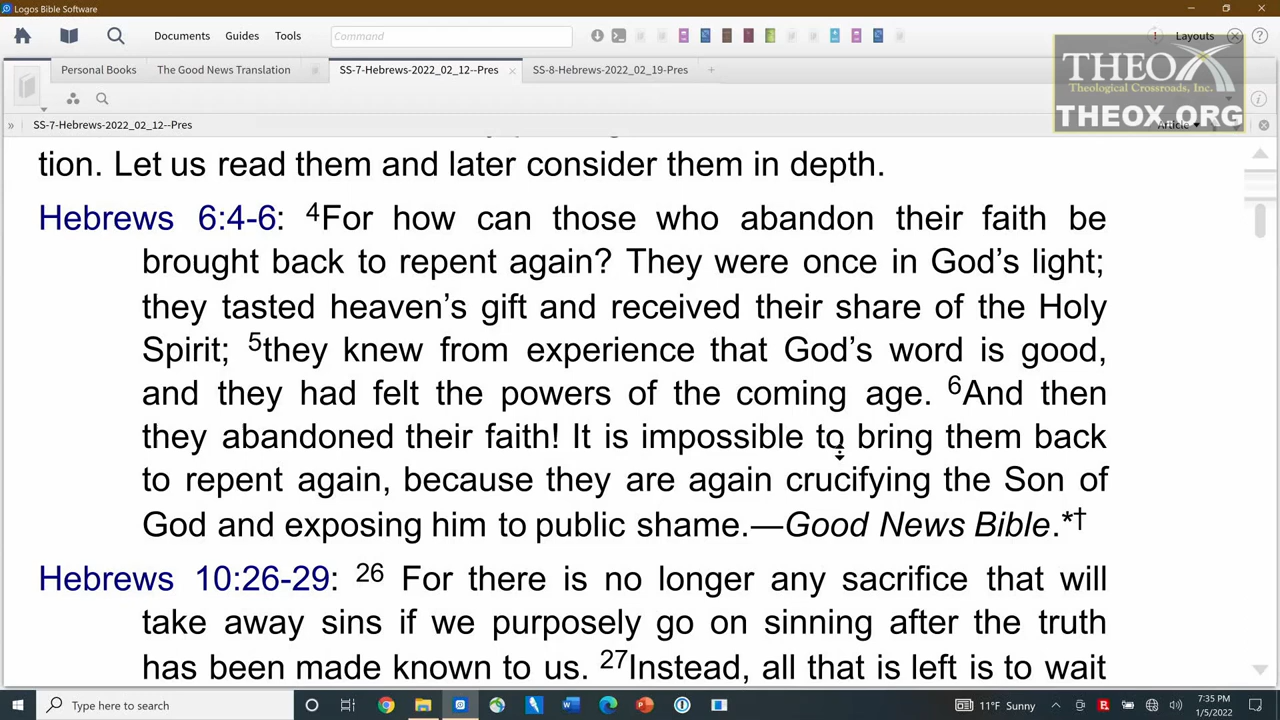 Logos Bible Software
Documents Guides Tools Command Layouts
Personal Books The Good News Translation SS-7-Hebrews-2022_02_12--Pres SS-8-Hebrews-2022_02_19-Pres
THEOX
Theological Crossroads, Inc.
THEOX.ORG
SS-7-Hebrews-2022_02_12--Pres Article
tion. Let us read them and later consider them in depth.
Hebrews 6:4-6: 4For how can those who abandon their faith be
brought back to repent again? They were once in God’s light;
they tasted heaven’s gift and received their share of the Holy
Spirit; 5they knew from experience that God’s word is good,
and they had felt the powers of the coming age. 6And then
they abandoned their faith! It is impossible to bring them back
to repent again, because they are again crucifying the Son of
God and exposing him to public shame.—Good News Bible.*†
Hebrews 10:26-29: 26 For there is no longer any sacrifice that will
take away sins if we purposely go on sinning after the truth
has been made known to us. 27Instead, all that is left is to wait
Type here to search
11°F Sunny
7:35 PM
1/5/2022